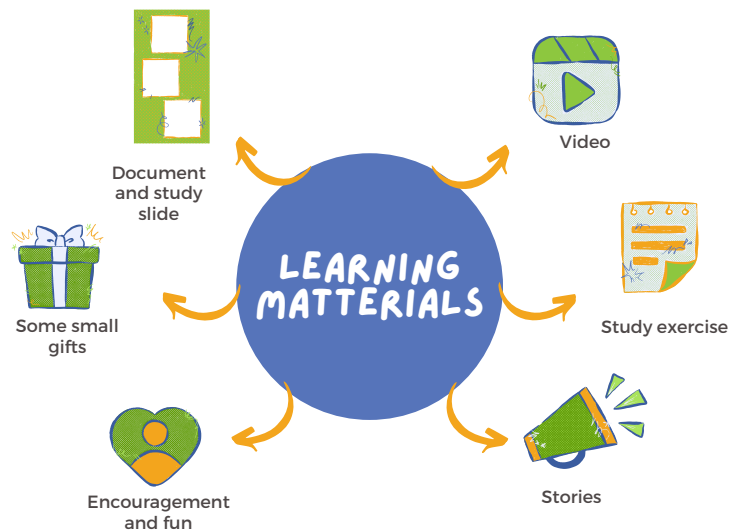 Document
and study
slide
Video
LEARNING
MATTERIALS
Some small
gifts
Study exercise
Encouragement
and fun
Stories